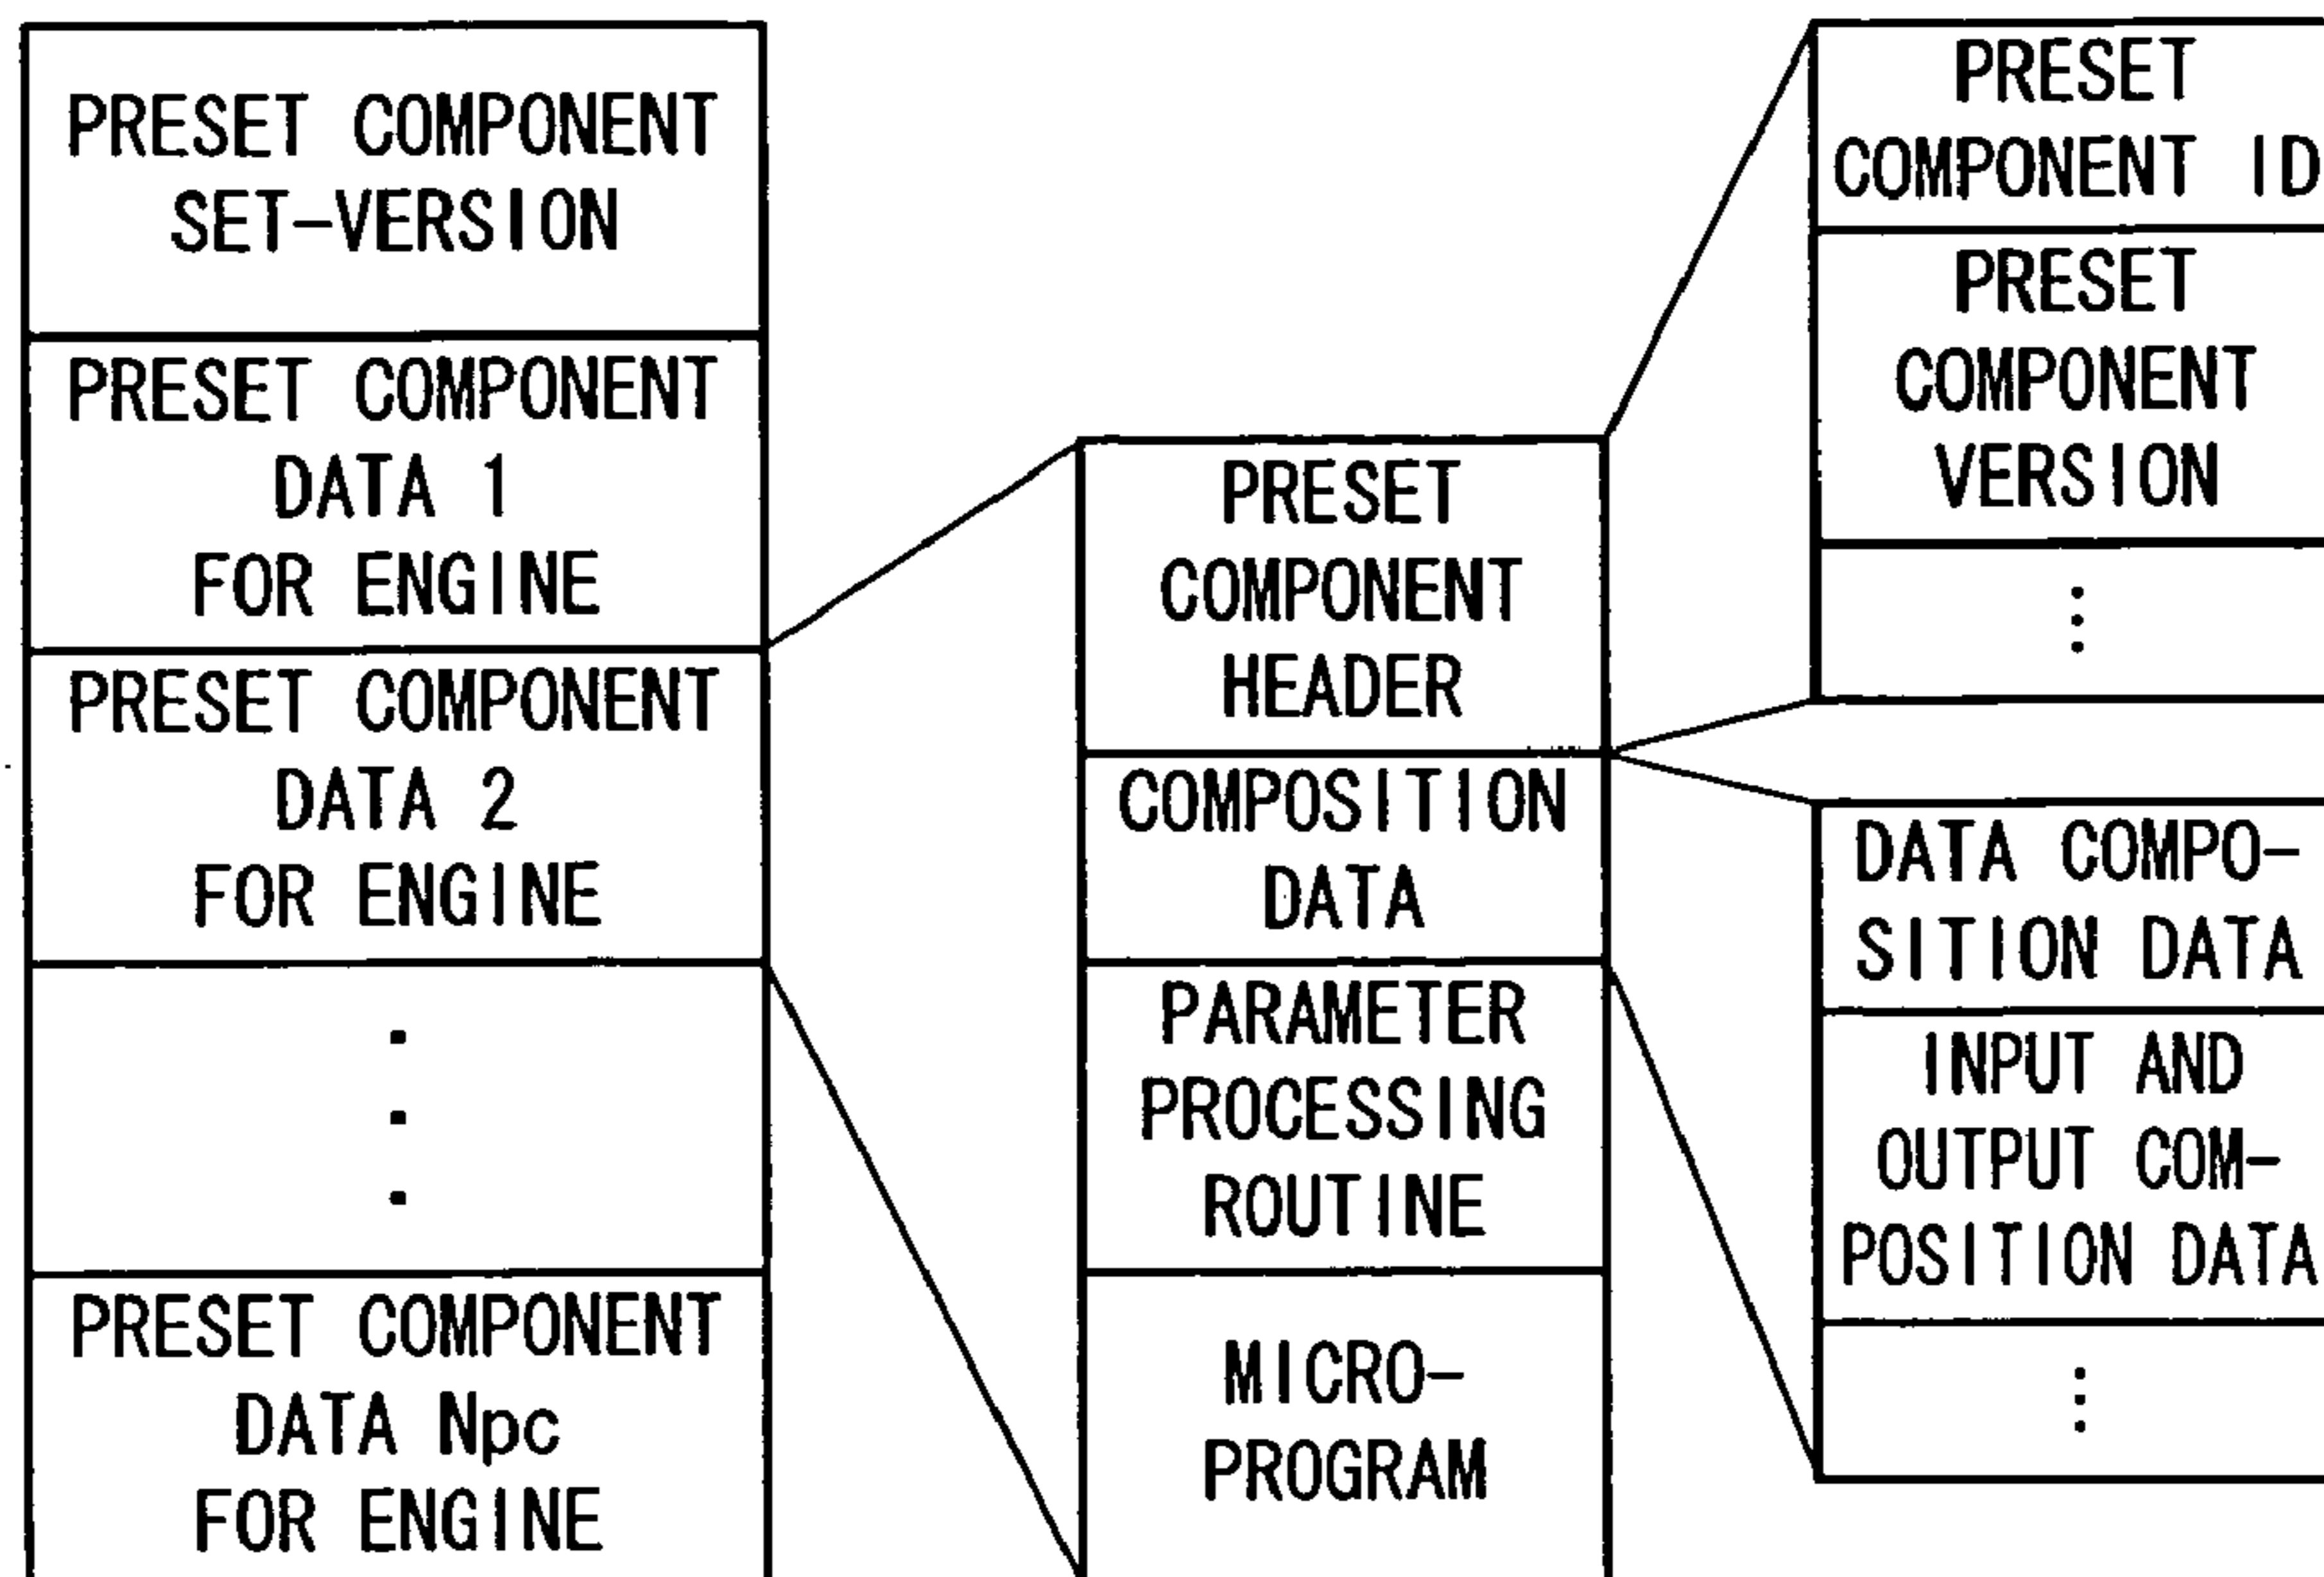 PRESET COMPONENT
SET-VERSION
PRESET COMPONENT
DATA 1
FOR ENGINE
PRESET COMPONENT
DATA 2
FOR ENGINE
PRESET COMPONENT
DATA Npc
FOR ENGINE
PRESET
COMPONENT
HEADER
COMPOSITION
DATA
PARAMETER
PROCESSING
ROUTINE
MICRO-
PROGRAM
PRESET
COMPONENT ID
PRESET
COMPONENT
VERSION
DATA COMPO-
SITION DATA
INPUT AND
OUTPUT COM-
POSITION DATA